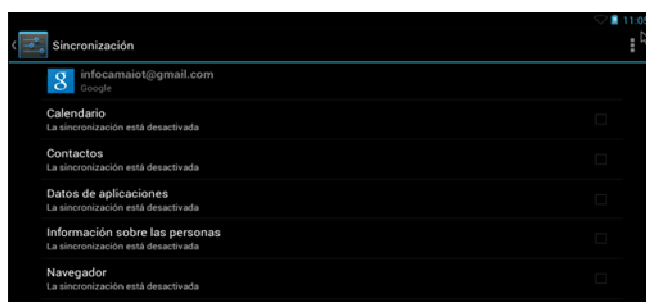 11:05
Sincronización
8
infocamaiot@gmail.com
Google
Calendario
La sincronización está desactivada
Contactos
La sincronización está desactivada
Datos de aplicaciones
La sincronización está desactivada
Información sobre las personas
La sincronización está desactivada
Navegador
La sincronización está desactivada